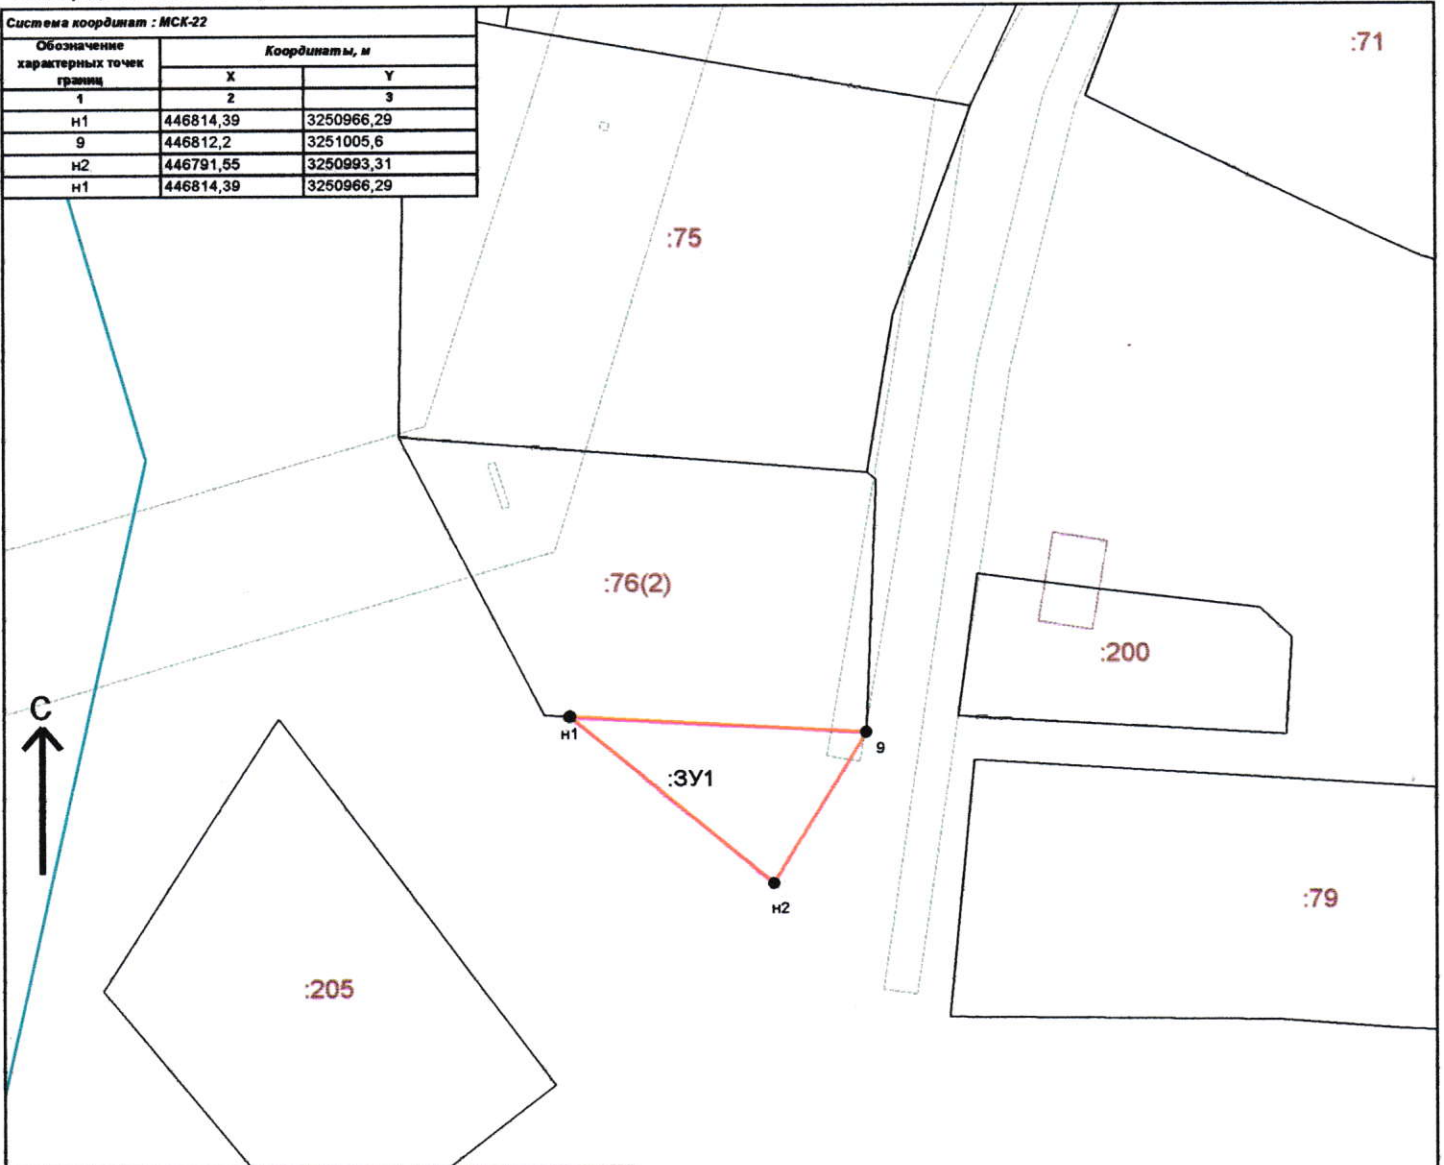 Система координат : МСК-22
Обозначение характерных точек границ
Координаты, м
X Y
1 2 3
н1 446814,39 3250966,29
9 446812,2 3251005,6
н2 446791,55 3250993,31
н1 446814,39 3250966,29
:71
:75
:76(2)
:200
С
н1
9
:ЗУ1
н2
:79
:205